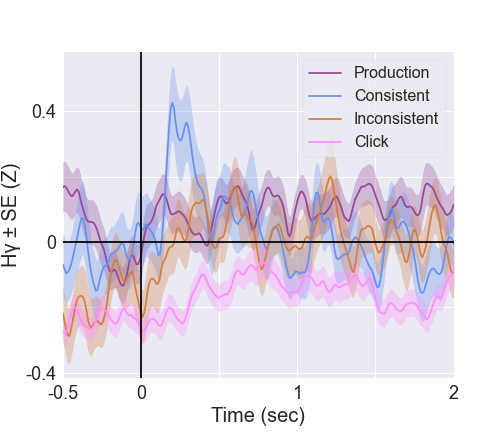 Production
Consistent
Inconsistent
Click
Hγ ± SE (Z)
0.4
0
-0.4
-0.5
0
1
2
Time (sec)